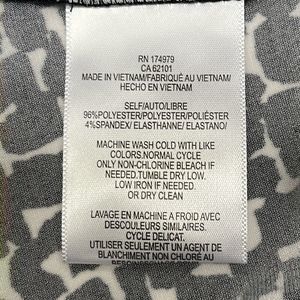 RN 174979
CA 62101
MADE IN VIETNAM/FABRIQUÉ AU VIETNAM/
HECHO EN VIETNAM
SELF/AUTO/LIBRE
96%POLYESTER/POLYESTER/POLIÉSTER
4%SPANDEX/ ELASTHANNE/ ELASTANO/
MACHINE WASH COLD WITH LIKE
COLORS.NORMAL CYCLE
ONLY NON-CHLORINE BLEACH IF
NEEDED.TUMBLE DRY LOW.
LOW IRON IF NEEDED.
OR DRY CLEAN
LAVAGE EN MACHINE A FROID AVEC
DESCOULEURS SIMILAIRES.
CYCLE DELICAT.
UTILISER SEULEMENT UN AGENT DE
BLANCHIMENT SANS CHLORE AU